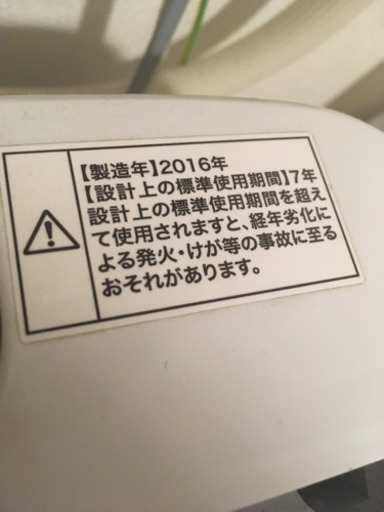 【製造年】2016年
【設計上の標準使用期間】7年
設計上の標準使用期間を超え
て使用されますと、経年劣化に
よる発火・けが等の事故に至る
おそれがあります。